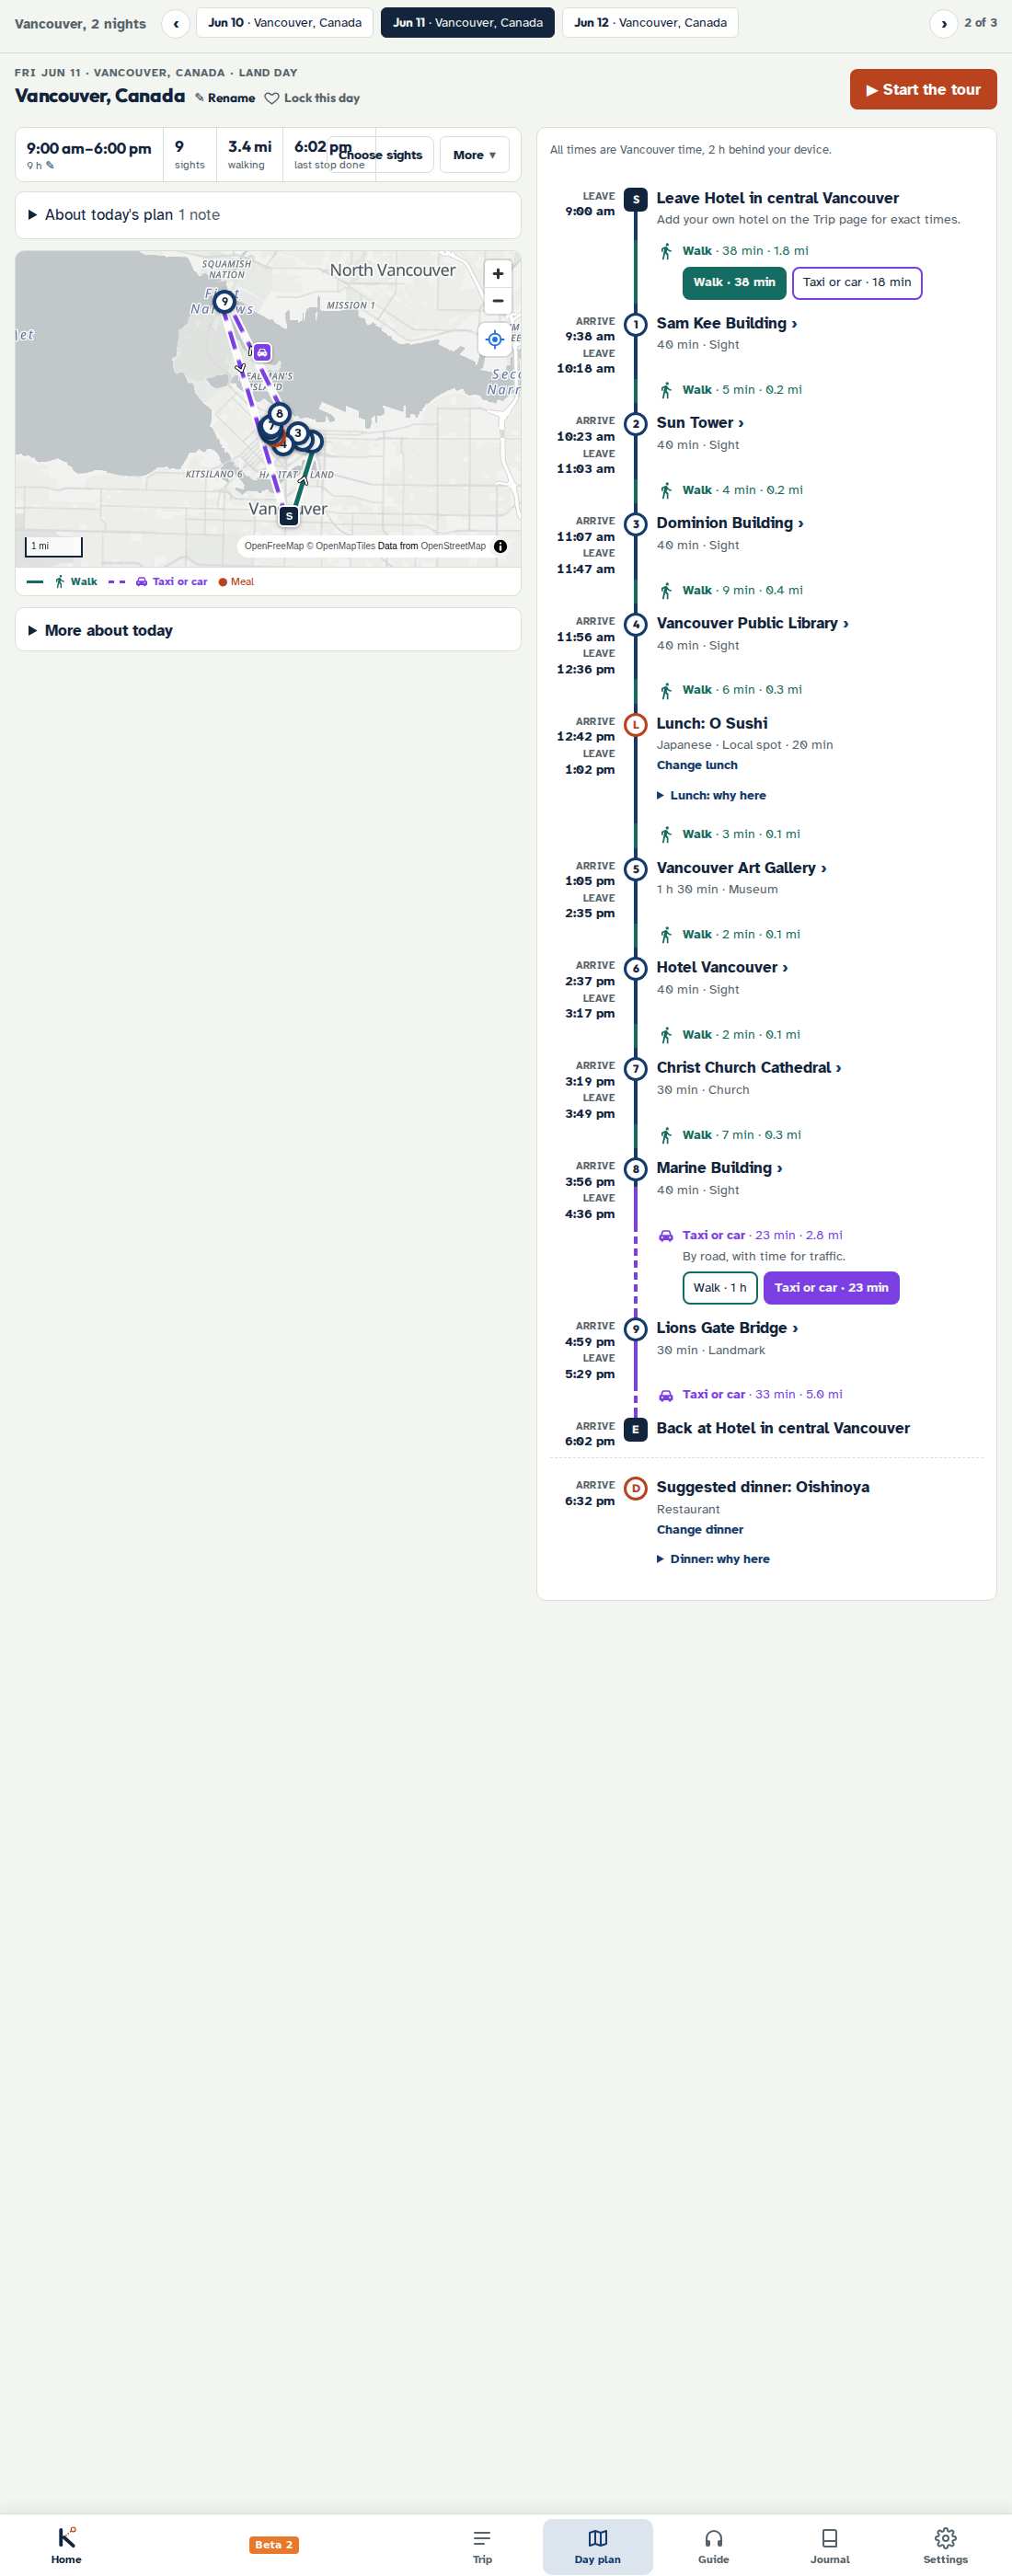 Vancouver, 2 nights
‹
Jun 10 · Vancouver, Canada
Jun 11 · Vancouver, Canada
Jun 12 · Vancouver, Canada
›
2 of 3
FRI JUN 11 · VANCOUVER, CANADA · LAND DAY
Vancouver, Canada ✎ Rename Lock this day
▶ Start the tour
9:00 am–6:00 pm
9 h ✎
9
sights
3.4 mi
walking
6:02 pm
last stop done
Choose sights
More ▼
▶ About today's plan 1 note
SQUAMISH
NATION
North Vancouver
MISSION 1
9
8
7
3
4
KITSILANO 6
S
+
−
1 mi
OpenFreeMap © OpenMapTiles Data from OpenStreetMap
Walk
Taxi or car
Meal
▶ More about today
All times are Vancouver time, 2 h behind your device.
LEAVE
9:00 am
S
Leave Hotel in central Vancouver
Add your own hotel on the Trip page for exact times.
Walk · 38 min · 1.8 mi
Walk · 38 min
Taxi or car · 18 min
ARRIVE
9:38 am
LEAVE
10:18 am
1
Sam Kee Building ›
40 min · Sight
Walk · 5 min · 0.2 mi
ARRIVE
10:23 am
LEAVE
11:03 am
2
Sun Tower ›
40 min · Sight
Walk · 4 min · 0.2 mi
ARRIVE
11:07 am
LEAVE
11:47 am
3
Dominion Building ›
40 min · Sight
Walk · 9 min · 0.4 mi
ARRIVE
11:56 am
LEAVE
12:36 pm
4
Vancouver Public Library ›
40 min · Sight
Walk · 6 min · 0.3 mi
ARRIVE
12:42 pm
LEAVE
1:02 pm
L
Lunch: O Sushi
Japanese · Local spot · 20 min
Change lunch
▶ Lunch: why here
Walk · 3 min · 0.1 mi
ARRIVE
1:05 pm
LEAVE
2:35 pm
5
Vancouver Art Gallery ›
1 h 30 min · Museum
Walk · 2 min · 0.1 mi
ARRIVE
2:37 pm
LEAVE
3:17 pm
6
Hotel Vancouver ›
40 min · Sight
Walk · 2 min · 0.1 mi
ARRIVE
3:19 pm
LEAVE
3:49 pm
7
Christ Church Cathedral ›
30 min · Church
Walk · 7 min · 0.3 mi
ARRIVE
3:56 pm
LEAVE
4:36 pm
8
Marine Building ›
40 min · Sight
Taxi or car · 23 min · 2.8 mi
By road, with time for traffic.
Walk · 1 h
Taxi or car · 23 min
ARRIVE
4:59 pm
LEAVE
5:29 pm
9
Lions Gate Bridge ›
30 min · Landmark
Taxi or car · 33 min · 5.0 mi
ARRIVE
6:02 pm
E
Back at Hotel in central Vancouver
ARRIVE
6:32 pm
D
Suggested dinner: Oishinoya
Restaurant
Change dinner
▶ Dinner: why here
Home
Beta 2
Trip
Day plan
Guide
Journal
Settings